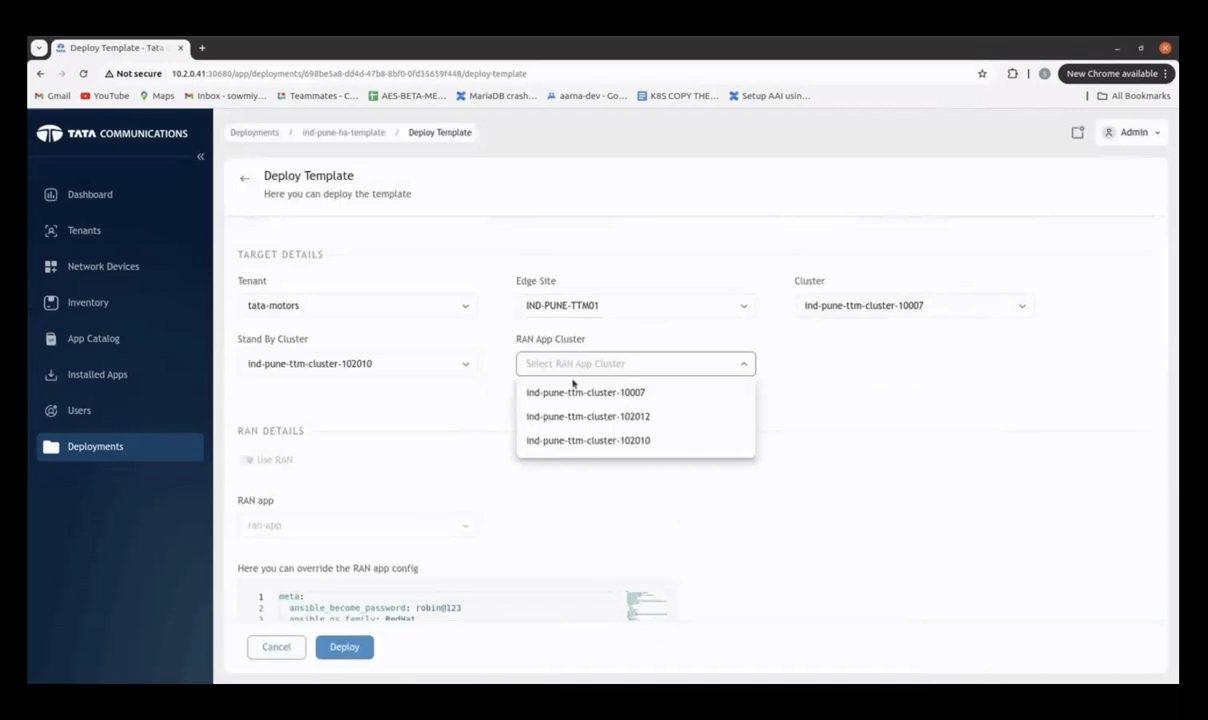 Deploy Template - Tata
Not secure 10.2.0.41:30680/app/deployments/698be5a8-dd4d-47b8-8bf0-0fd35659f448/deploy-template
New Chrome available
Gmail YouTube Maps Inbox - sowmiy... Teammates - C... AES-BETA-ME... MariaDB crash... aarna-dev - Go... K8S COPY THE... Setup AAI usin... All Bookmarks
TATA COMMUNICATIONS
Deployments / ind-pune-ha-template / Deploy Template
Admin
Dashboard
Tenants
Network Devices
Inventory
App Catalog
Installed Apps
Users
Deployments
Deploy Template
Here you can deploy the template
TARGET DETAILS
Tenant Edge Site Cluster
tata-motors IND-PUNE-TTM01 ind-pune-ttm-cluster-10007
Stand By Cluster RAN App Cluster
ind-pune-ttm-cluster-102010 Select RAN App Cluster
ind-pune-ttm-cluster-10007
ind-pune-ttm-cluster-102012
ind-pune-ttm-cluster-102010
RAN DETAILS
Use RAN
RAN app
ran-app
Here you can override the RAN app config
1 meta:
2 ansible_become_password: robin@123
3 ansible_os_family: RedHat
Cancel Deploy